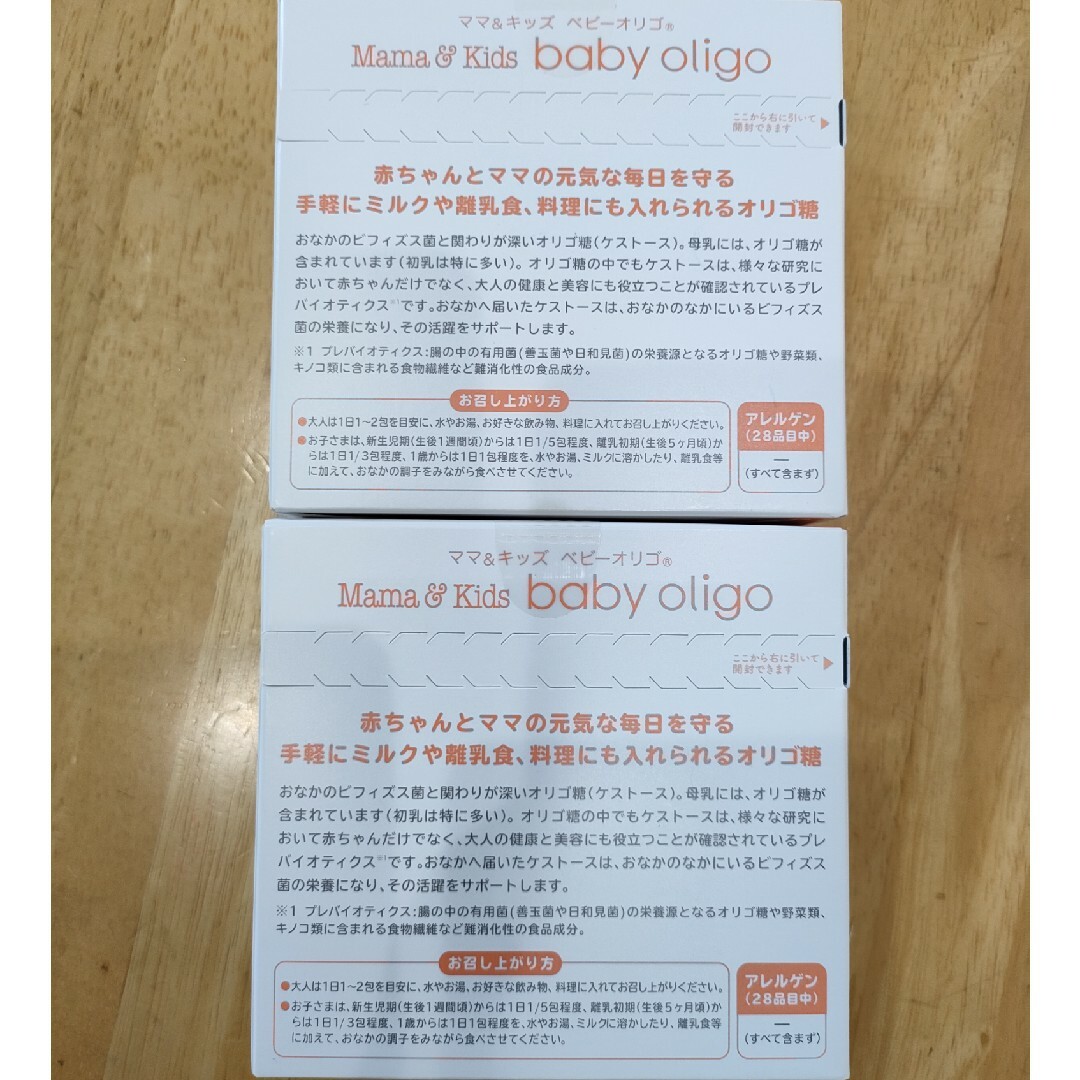 ママ&キッズ ベビーオリゴ®
Mama & Kids baby oligo
ここから右に引いて
開封できます
赤ちゃんとママの元気な毎日を守る
手軽にミルクや離乳食、料理にも入れられるオリゴ糖
おなかのビフィズス菌と関わりが深いオリゴ糖(ケストース)。母乳には、オリゴ糖が
含まれています(初乳は特に多い)。オリゴ糖の中でもケストースは、様々な研究に
おいて赤ちゃんだけでなく、大人の健康と美容にも役立つことが確認されているプレ
バイオティクス※1です。おなかへ届いたケストースは、おなかのなかにいるビフィズス
菌の栄養になり、その活躍をサポートします。
※1 プレバイオティクス:腸の中の有用菌(善玉菌や日和見菌)の栄養源となるオリゴ糖や野菜類、
キノコ類に含まれる食物繊維など難消化性の食品成分。
お召し上がり方
●大人は1日1~2包を目安に、水やお湯、お好きな飲み物、料理に入れてお召し上がりください。
●お子さまは、新生児期(生後1週間頃)からは1日1/5包程度、離乳初期(生後5ヶ月頃)か
らは1日1/3包程度、1歳からは1日1包程度を、水やお湯、ミルクに溶かしたり、離乳食等
に加えて、おなかの調子をみながら食べさせてください。
アレルゲン
(28品目中)
―
(すべて含まず)
ママ&キッズ ベビーオリゴ®
Mama & Kids baby oligo
ここから右に引いて
開封できます
赤ちゃんとママの元気な毎日を守る
手軽にミルクや離乳食、料理にも入れられるオリゴ糖
おなかのビフィズス菌と関わりが深いオリゴ糖(ケストース)。母乳には、オリゴ糖が
含まれています(初乳は特に多い)。オリゴ糖の中でもケストースは、様々な研究に
おいて赤ちゃんだけでなく、大人の健康と美容にも役立つことが確認されているプレ
バイオティクス※1です。おなかへ届いたケストースは、おなかのなかにいるビフィズス
菌の栄養になり、その活躍をサポートします。
※1 プレバイオティクス:腸の中の有用菌(善玉菌や日和見菌)の栄養源となるオリゴ糖や野菜類、
キノコ類に含まれる食物繊維など難消化性の食品成分。
お召し上がり方
●大人は1日1~2包を目安に、水やお湯、お好きな飲み物、料理に入れてお召し上がりください。
●お子さまは、新生児期(生後1週間頃)からは1日1/5包程度、離乳初期(生後5ヶ月頃)か
らは1日1/3包程度、1歳からは1日1包程度を、水やお湯、ミルクに溶かしたり、離乳食等
に加えて、おなかの調子をみながら食べさせてください。
アレルゲン
(28品目中)
―
(すべて含まず)